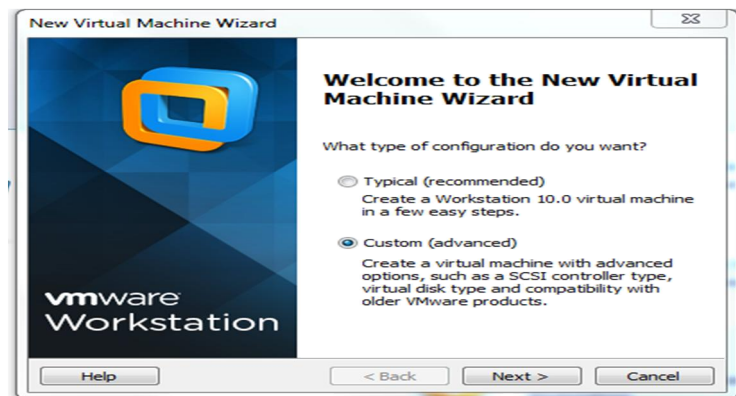 New Virtual Machine Wizard
Welcome to the New Virtual
Machine Wizard
What type of configuration do you want?
Typical (recommended)
Create a Workstation 10.0 virtual machine
in a few easy steps.
Custom (advanced)
Create a virtual machine with advanced
options, such as a SCSI controller type,
virtual disk type and compatibility with
older VMware products.
vmware
Workstation
Help
< Back
Next >
Cancel